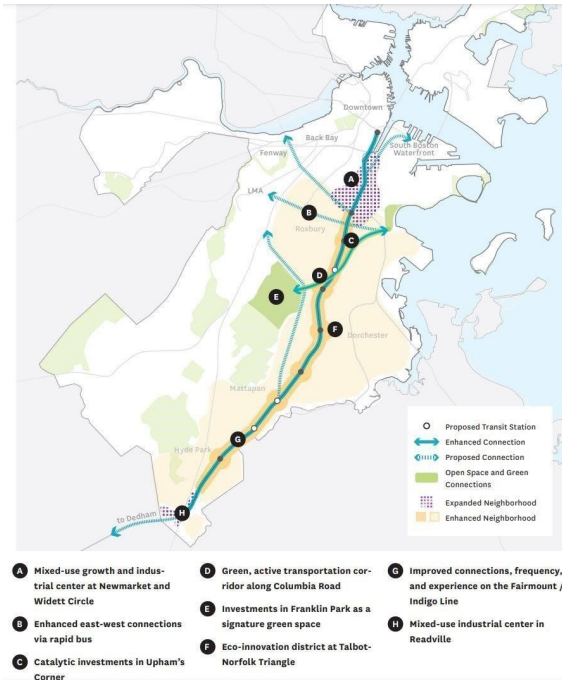 Downtown
Back Bay
South Boston
Waterfront
Fenway
A
LMA
B
Roxbury
C
D
E
F
Dorchester
Mattapan
G
Hyde Park
H
to Dedham
Proposed Transit Station
Enhanced Connection
Proposed Connection
Open Space and Green
Connections
Expanded Neighborhood
Enhanced Neighborhood
A Mixed-use growth and indus-
trial center at Newmarket and
Widett Circle
B Enhanced east-west connections
via rapid bus
C Catalytic investments in Upham's
Corner
D Green, active transportation cor-
ridor along Columbia Road
E Investments in Franklin Park as a
signature green space
F Eco-innovation district at Talbot-
Norfolk Triangle
G Improved connections, frequency,
and experience on the Fairmount /
Indigo Line
H Mixed-use industrial center in
Readville